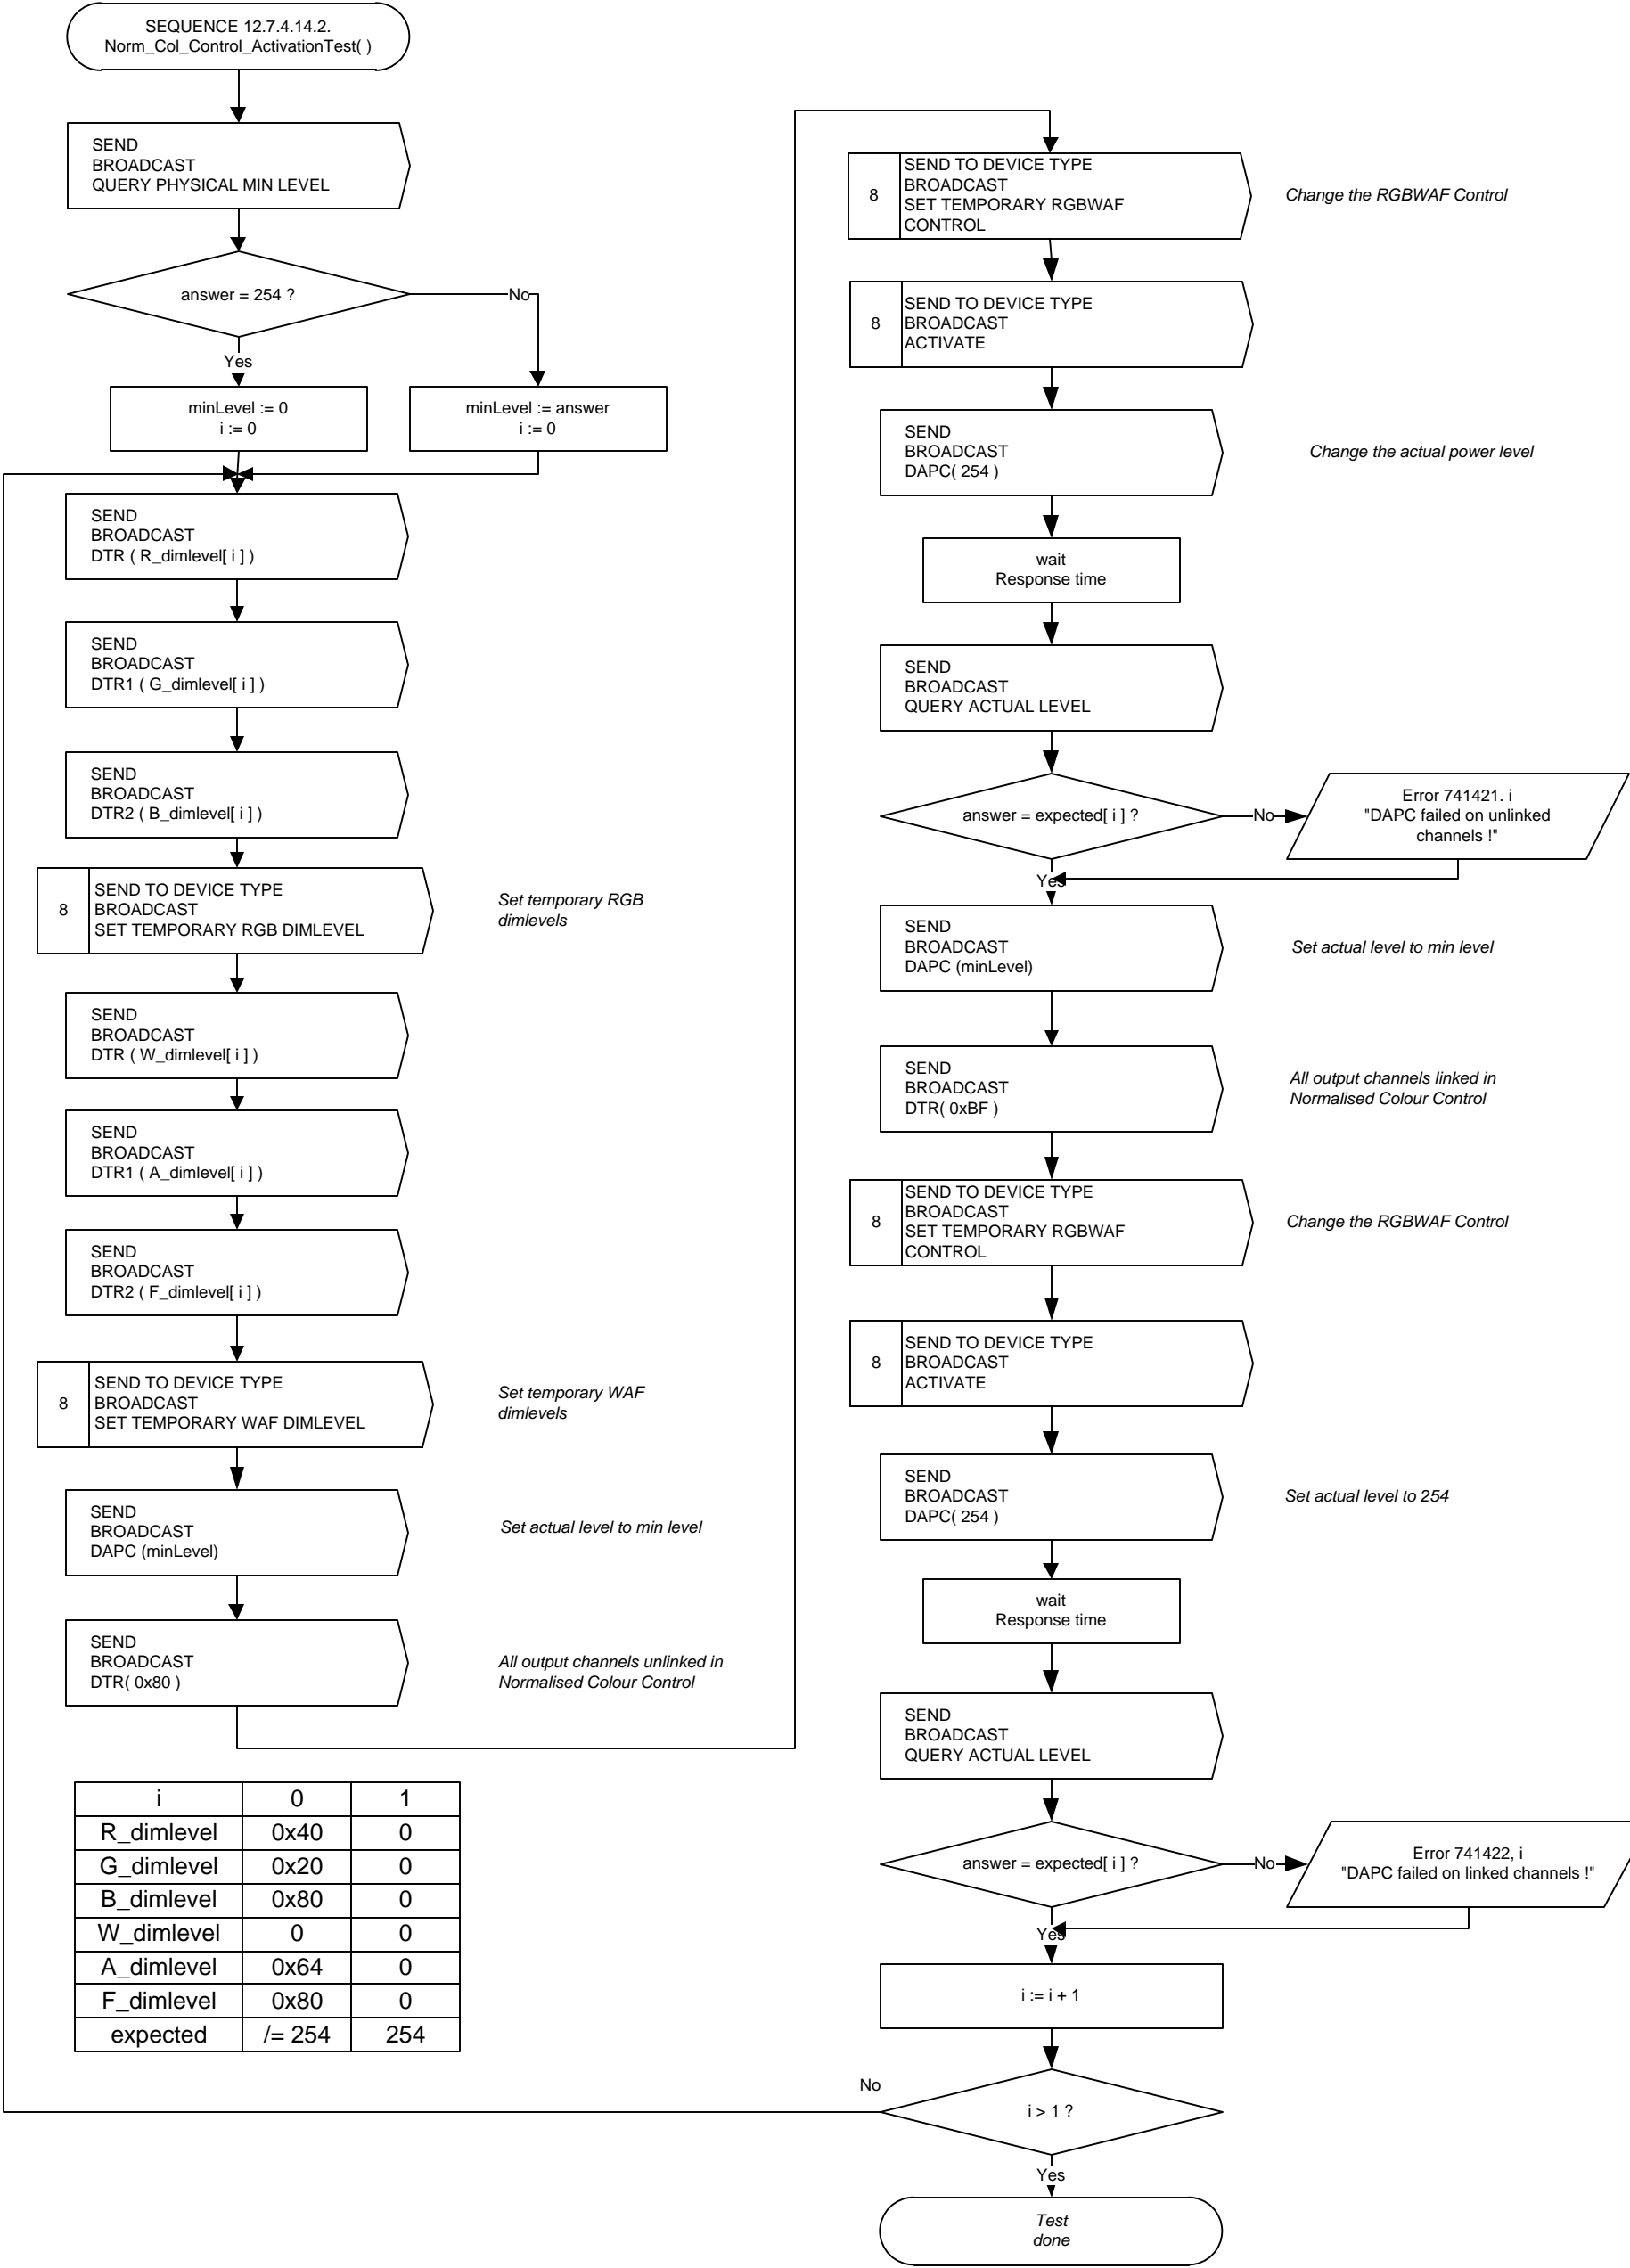 SEQUENCE 12.7.4.14.2.
Norm_Col_Control_ActivationTest( )
SEND
BROADCAST
QUERY PHYSICAL MIN LEVEL
answer = 254 ?
No
Yes
minLevel := 0
i := 0
minLevel := answer
i := 0
SEND
BROADCAST
DTR ( R_dimlevel[ i ] )
SEND
BROADCAST
DTR1 ( G_dimlevel[ i ] )
SEND
BROADCAST
DTR2 ( B_dimlevel[ i ] )
8
SEND TO DEVICE TYPE
BROADCAST
SET TEMPORARY RGB DIMLEVEL
Set temporary RGB
dimlevels
SEND
BROADCAST
DTR ( W_dimlevel[ i ] )
SEND
BROADCAST
DTR1 ( A_dimlevel[ i ] )
SEND
BROADCAST
DTR2 ( F_dimlevel[ i ] )
8
SEND TO DEVICE TYPE
BROADCAST
SET TEMPORARY WAF DIMLEVEL
Set temporary WAF
dimlevels
SEND
BROADCAST
DAPC (minLevel)
Set actual level to min level
SEND
BROADCAST
DTR( 0x80 )
All output channels unlinked in
Normalised Colour Control
i 0 1
R_dimlevel 0x40 0
G_dimlevel 0x20 0
B_dimlevel 0x80 0
W_dimlevel 0 0
A_dimlevel 0x64 0
F_dimlevel 0x80 0
expected /= 254 254
8
SEND TO DEVICE TYPE
BROADCAST
SET TEMPORARY RGBWAF
CONTROL
Change the RGBWAF Control
8
SEND TO DEVICE TYPE
BROADCAST
ACTIVATE
SEND
BROADCAST
DAPC( 254 )
Change the actual power level
wait
Response time
SEND
BROADCAST
QUERY ACTUAL LEVEL
answer = expected[ i ] ?
No
Error 741421. i
"DAPC failed on unlinked
channels !"
Yes
SEND
BROADCAST
DAPC (minLevel)
Set actual level to min level
SEND
BROADCAST
DTR( 0xBF )
All output channels linked in
Normalised Colour Control
8
SEND TO DEVICE TYPE
BROADCAST
SET TEMPORARY RGBWAF
CONTROL
Change the RGBWAF Control
8
SEND TO DEVICE TYPE
BROADCAST
ACTIVATE
SEND
BROADCAST
DAPC( 254 )
Set actual level to 254
wait
Response time
SEND
BROADCAST
QUERY ACTUAL LEVEL
answer = expected[ i ] ?
No
Error 741422, i
"DAPC failed on linked channels !"
Yes
i := i + 1
No
i > 1 ?
Yes
Test
done